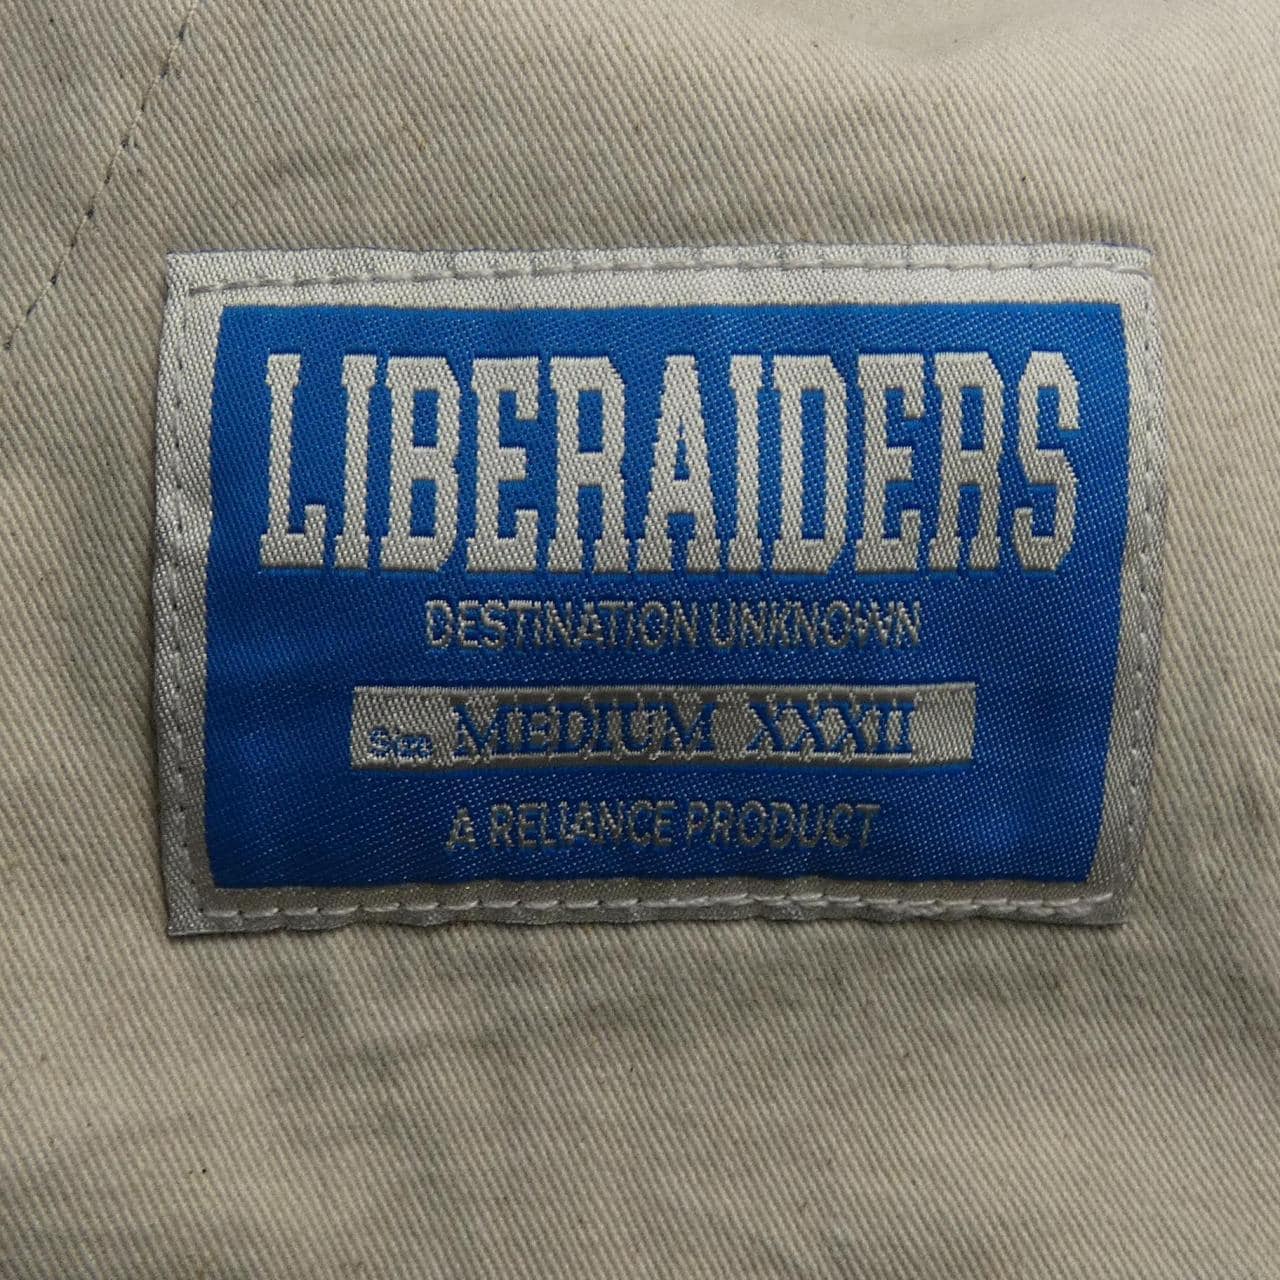 LIBERAIDERS
DESTINATION UNKNOWN
Size MEDIUM XXXII
A RELIANCE PRODUCT